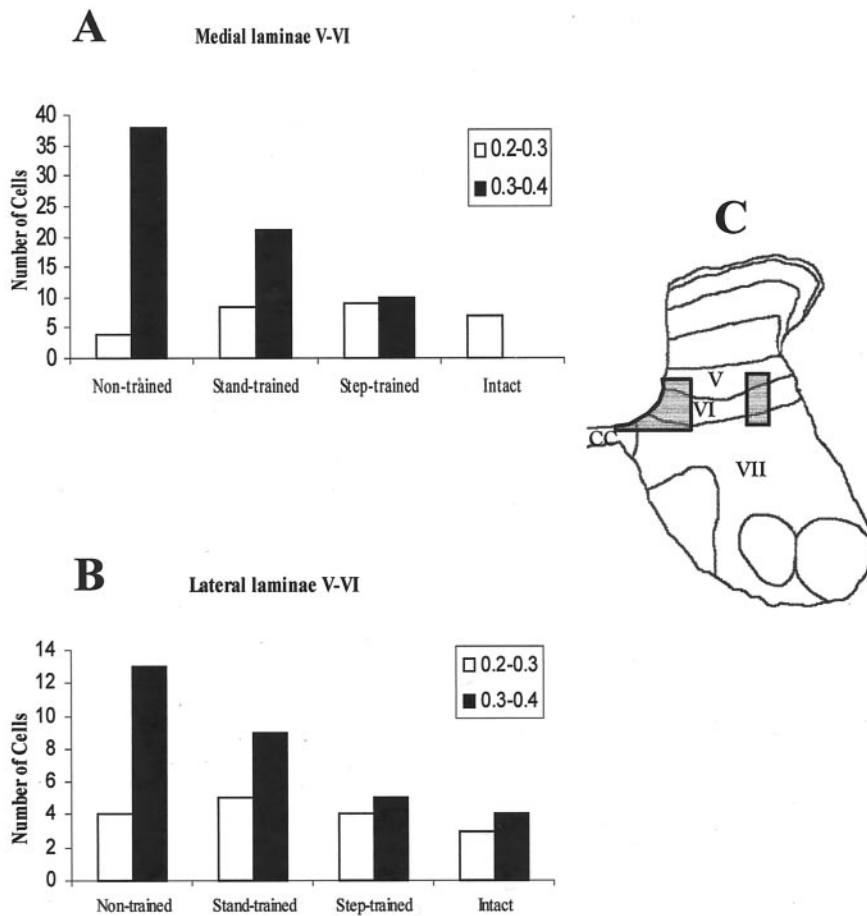 A
Medial laminae V-VI
Number of Cells
40
35
30
25
20
15
10
5
0
0.2-0.3
0.3-0.4
Non-trained
Stand-trained
Step-trained
Intact
C
V
VI
CC
VII
B
Lateral laminae V-VI
Number of Cells
14
12
10
8
6
4
2
0
0.2-0.3
0.3-0.4
Non-trained
Stand-trained
Step-trained
Intact